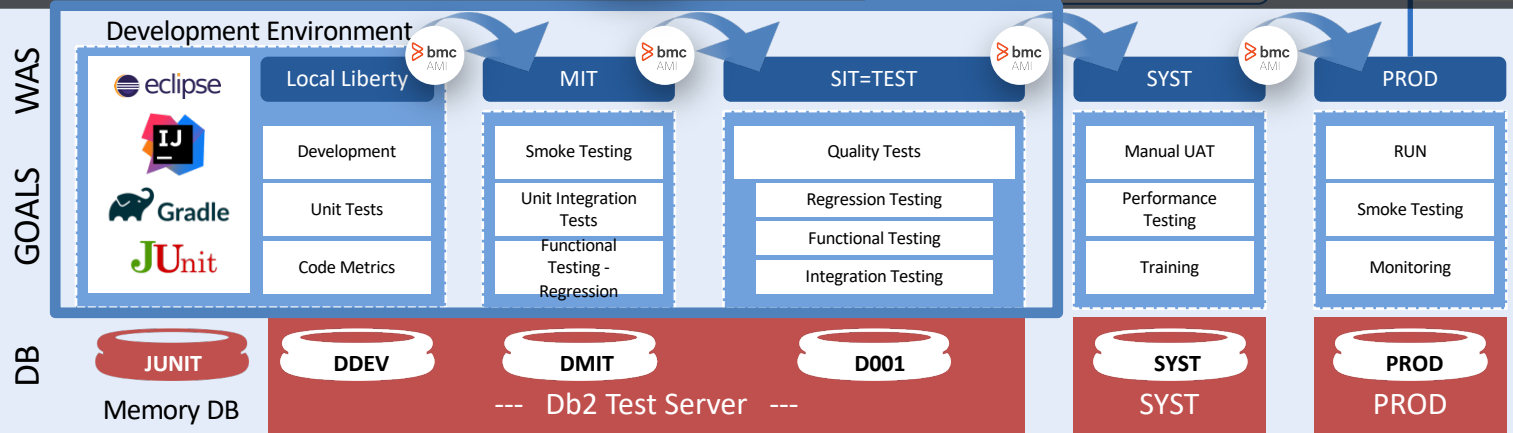 Development Environment
WAS
bmc
AMI
bmc
AMI
bmc
AMI
bmc
AMI
eclipse
Local Liberty
MIT
SIT=TEST
SYST
PROD
GOALS
IJ
Gradle
JUnit
Development
Unit Tests
Code Metrics
Smoke Testing
Unit Integration
Tests
Functional
Testing -
Regression
Quality Tests
Regression Testing
Functional Testing
Integration Testing
Manual UAT
Performance
Testing
Training
RUN
Smoke Testing
Monitoring
DB
JUNIT
DDEV
DMIT
D001
SYST
PROD
Memory DB
--- Db2 Test Server ---
SYST
PROD